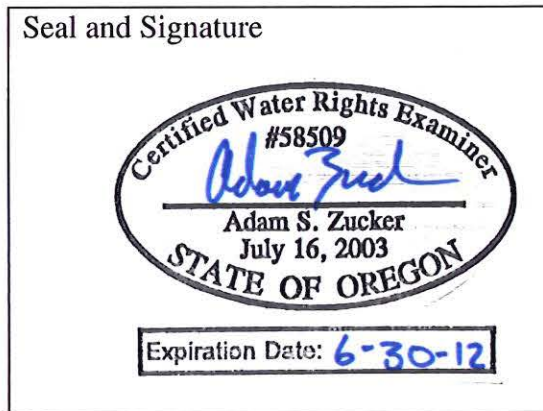 Seal and Signature
Certified Water Rights Examiner
#58509
Adam S. Zucker
July 16, 2003
STATE OF OREGON
Expiration Date: 6-30-12